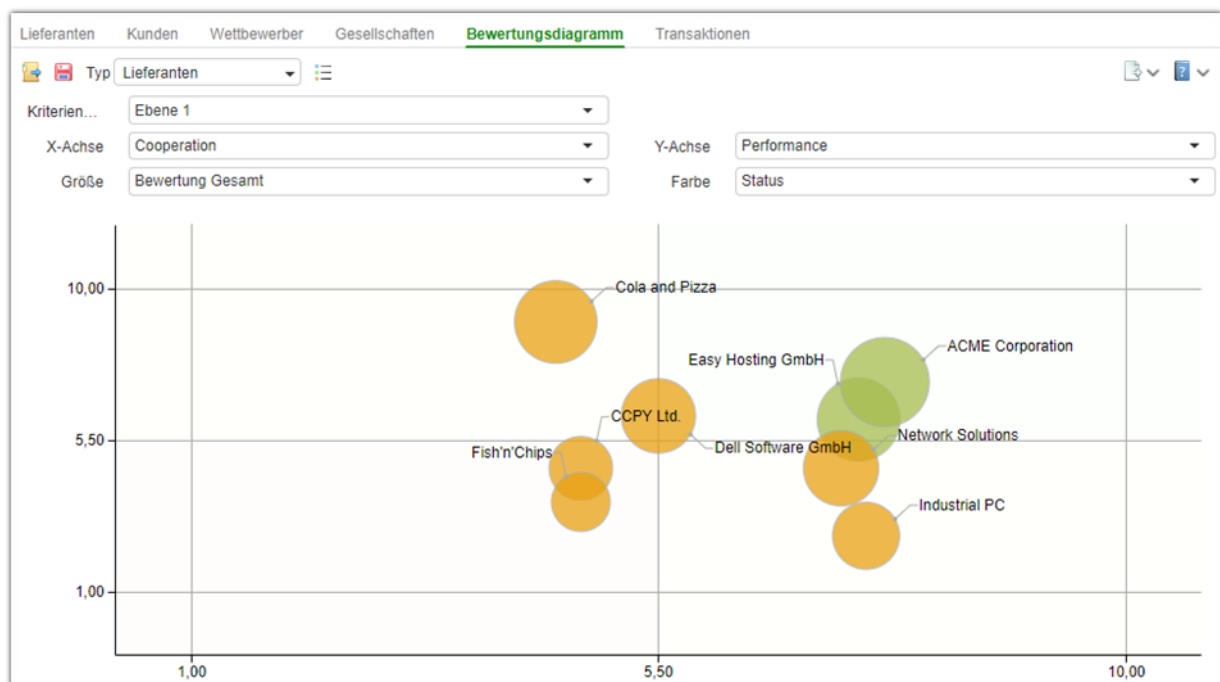 Lieferanten Kunden Wettbewerber Gesellschaften Bewertungsdiagramm Transaktionen
Typ Lieferanten
Kriterien... Ebene 1
X-Achse Cooperation Y-Achse Performance
Größe Bewertung Gesamt Farbe Status
10,00
Cola and Pizza
ACME Corporation
Easy Hosting GmbH
CCPY Ltd.
5,50
Network Solutions
Dell Software GmbH
Fish'n'Chips
Industrial PC
1,00
1,00 5,50 10,00